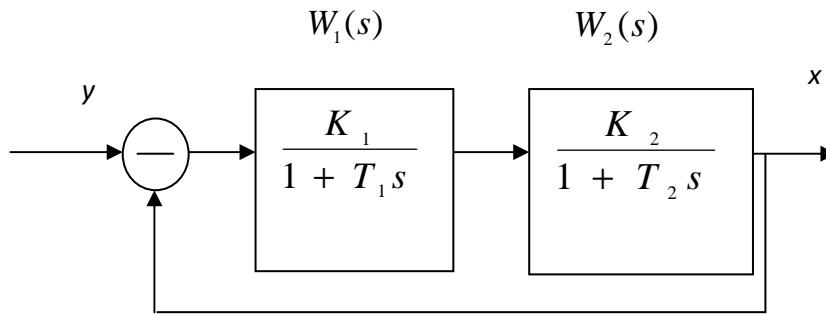 W₁(s) W₂(s)
y x
K₁ K₂
1 + T₁s 1 + T₂s